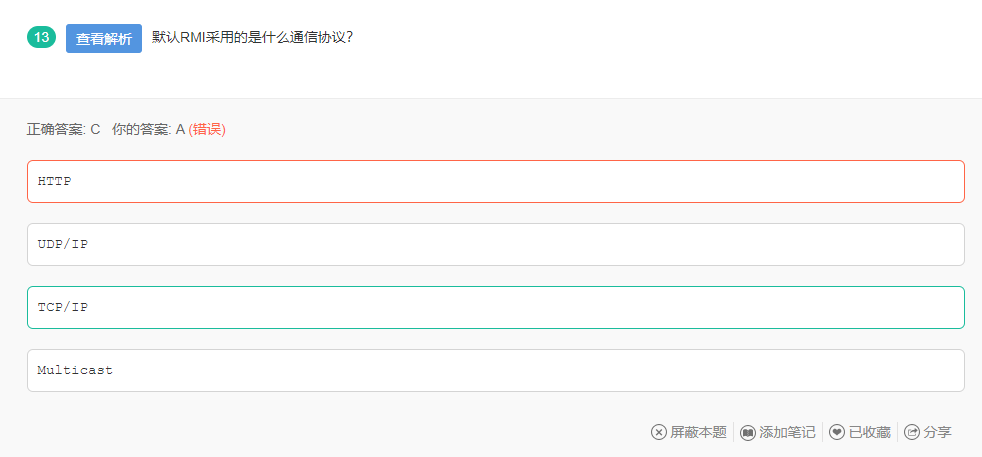 13 查看解析 默认RMI采用的是什么通信协议?
正确答案: C 你的答案: A (错误)
HTTP
UDP/IP
TCP/IP
Multicast
屏蔽本题 添加笔记 已收藏 分享